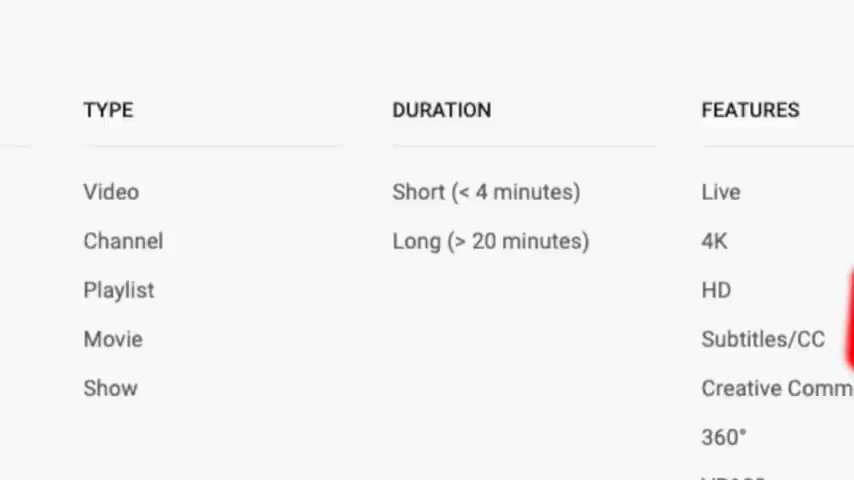 TYPE
Video
Channel
Playlist
Movie
Show
DURATION
Short (< 4 minutes)
Long (> 20 minutes)
FEATURES
Live
4K
HD
Subtitles/CC
Creative
360°